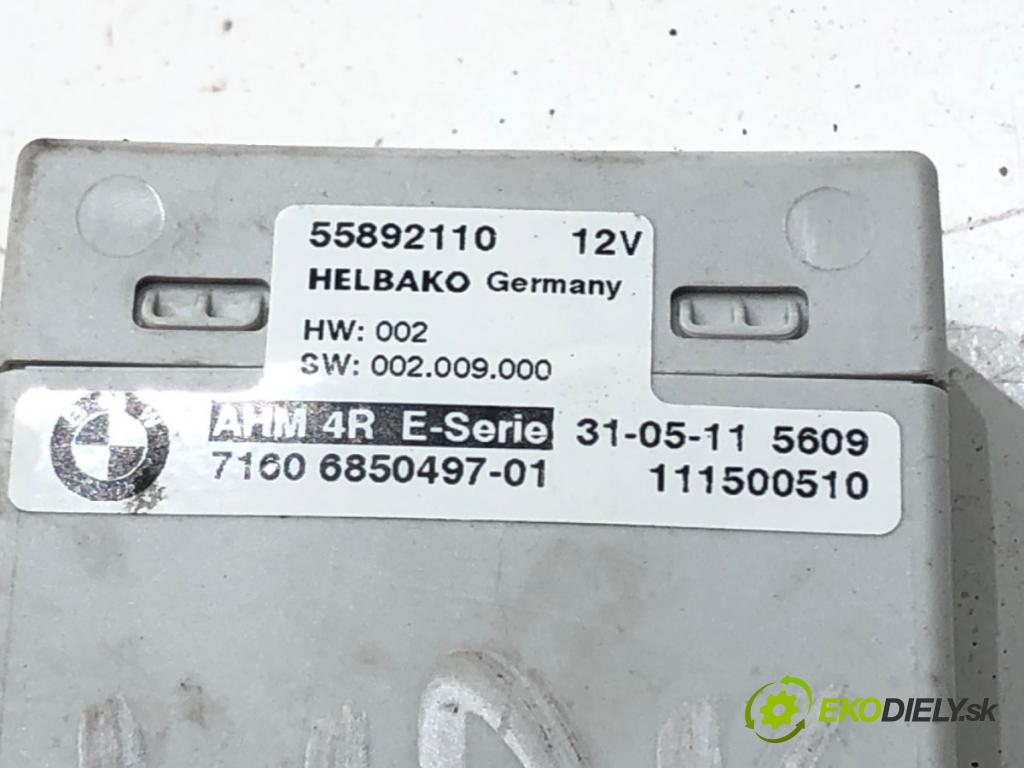 55892110 12V
HELBAKO Germany
HW: 002
SW: 002.009.000
BMW
AHM 4R E-Serie 31-05-11 5609
7160 6850497-01 111500510
EKODIELY.sk